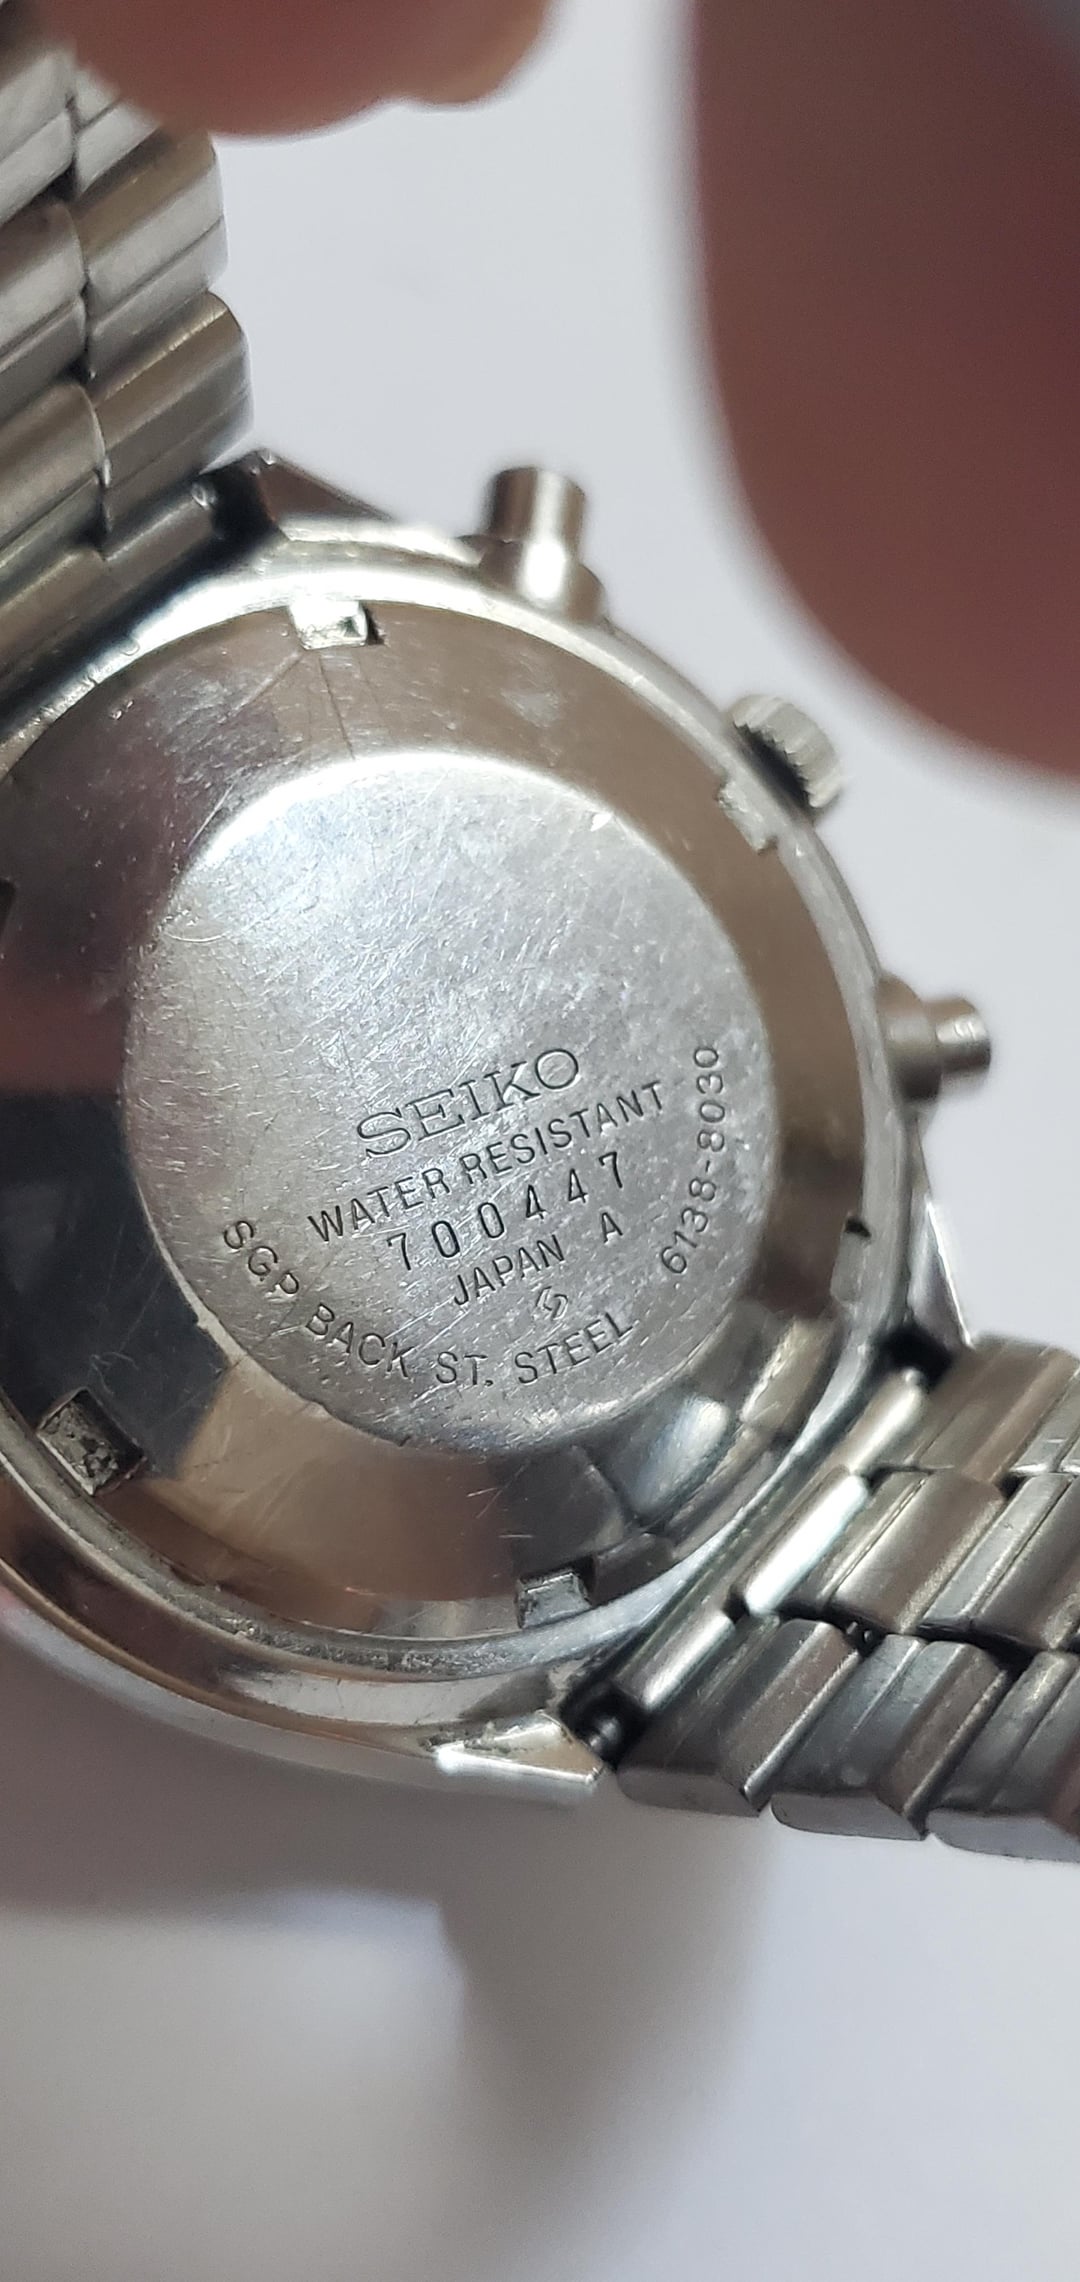 SEIKO
WATER RESISTANT
700447
JAPAN A
SGP BACK ST. STEEL
6138-8030